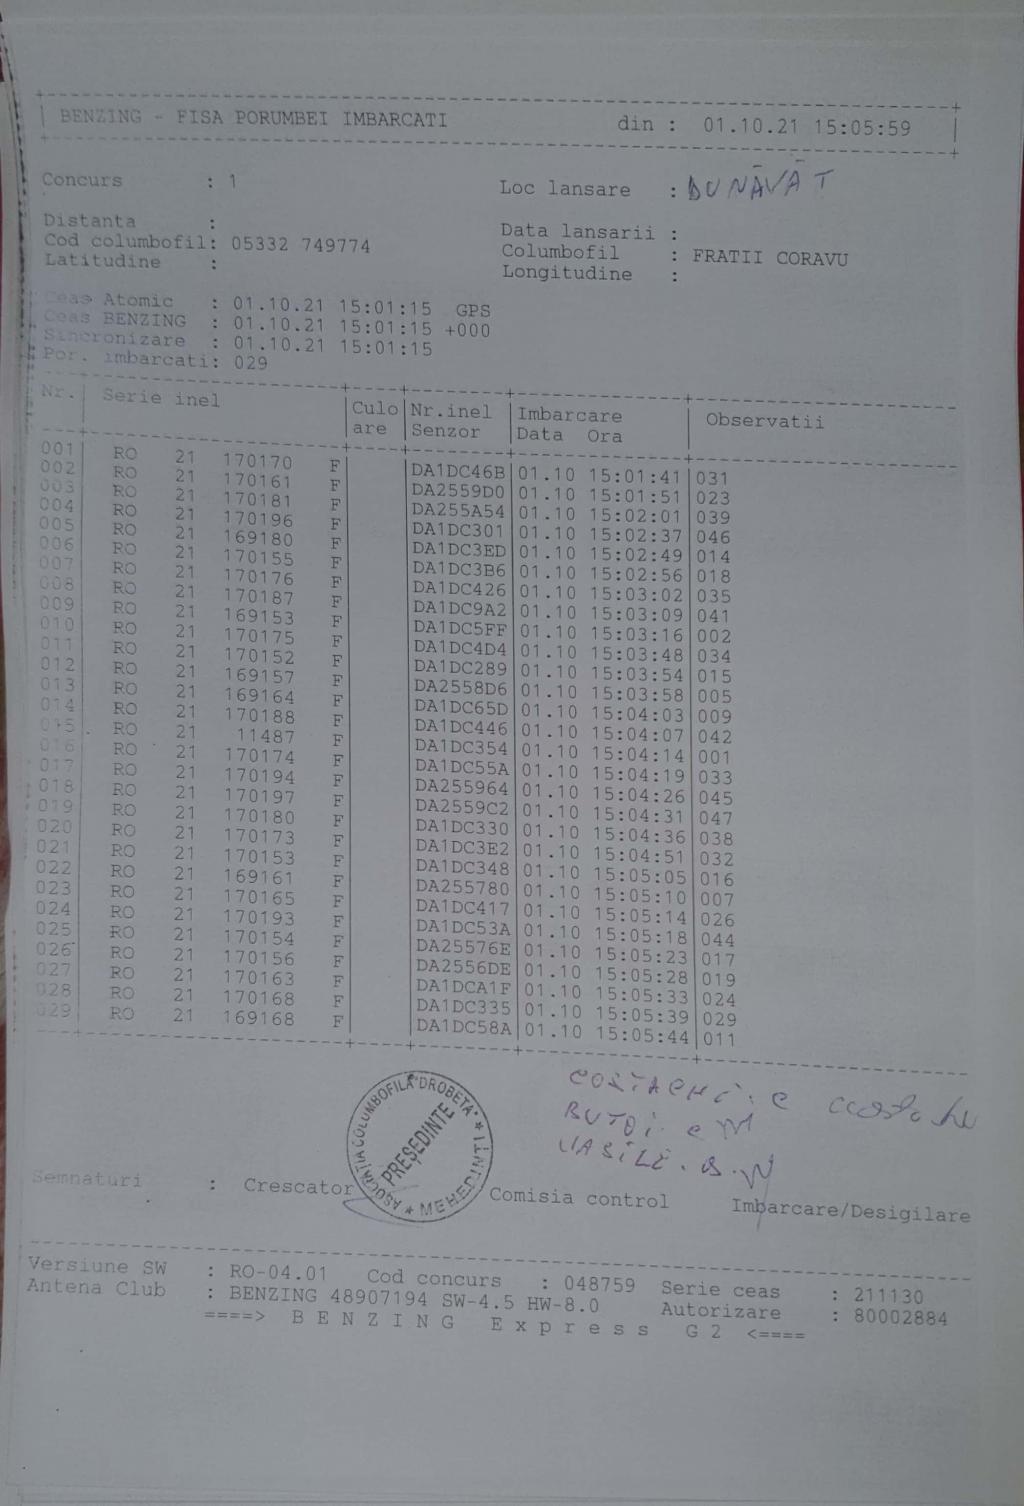 BENZING - FISA PORUMBEI IMBARCATI din : 01.10.21 15:05:59
Concurs : 1 Loc lansare : BUNĂVĂT
Distanta : Data lansarii :
Cod columbofil: 05332 749774 Columbofil : FRATII CORAVU
Latitudine : Longitudine :
Ceas Atomic : 01.10.21 15:01:15 GPS
Ceas BENZING : 01.10.21 15:01:15 +000
Sincronizare : 01.10.21 15:01:15
Por. imbarcati: 029
Nr. Serie inel Culo Nr.inel Imbarcare Observatii
are Senzor Data Ora
001 RO 21 170170 F DA1DC46B 01.10 15:01:41 031
002 RO 21 170161 F DA2559D0 01.10 15:01:51 023
003 RO 21 170181 F DA255A54 01.10 15:02:01 039
004 RO 21 170196 F DA1DC301 01.10 15:02:37 046
005 RO 21 169180 F DA1DC3ED 01.10 15:02:49 014
006 RO 21 170155 F DA1DC3B6 01.10 15:02:56 018
007 RO 21 170176 F DA1DC426 01.10 15:03:02 035
008 RO 21 170187 F DA1DC9A2 01.10 15:03:09 041
009 RO 21 169153 F DA1DC5FF 01.10 15:03:16 002
010 RO 21 170175 F DA1DC4D4 01.10 15:03:48 034
011 RO 21 170152 F DA1DC289 01.10 15:03:54 015
012 RO 21 169157 F DA2558D6 01.10 15:03:58 005
013 RO 21 169164 F DA1DC65D 01.10 15:04:03 009
014 RO 21 170188 F DA1DC446 01.10 15:04:07 042
015 RO 21 11487 F DA1DC354 01.10 15:04:14 001
016 RO 21 170174 F DA1DC55A 01.10 15:04:19 033
017 RO 21 170194 F DA255964 01.10 15:04:26 045
018 RO 21 170197 F DA2559C2 01.10 15:04:31 047
019 RO 21 170180 F DA1DC330 01.10 15:04:36 038
020 RO 21 170173 F DA1DC3E2 01.10 15:04:51 032
021 RO 21 170153 F DA1DC348 01.10 15:05:05 016
022 RO 21 169161 F DA255780 01.10 15:05:10 007
023 RO 21 170165 F DA1DC417 01.10 15:05:14 026
024 RO 21 170193 F DA1DC53A 01.10 15:05:18 044
025 RO 21 170154 F DA25576E 01.10 15:05:23 017
026 RO 21 170156 F DA2556DE 01.10 15:05:28 019
027 RO 21 170163 F DA1DCA1F 01.10 15:05:33 024
028 RO 21 170168 F DA1DC335 01.10 15:05:39 029
029 RO 21 169168 F DA1DC58A 01.10 15:05:44 011
ASOCIAȚIA COLUMBOFILĂ "DROBETA" * MEHEDINTI *
PREȘEDINTE
COSTACHI. C
BUTOI. C M
VASILE. B. N
Semnaturi : Crescator Comisia control Imbarcare/Desigilare
Versiune SW : RO-04.01 Cod concurs : 048759 Serie ceas : 211130
Antena Club : BENZING 48907194 SW-4.5 HW-8.0 Autorizare : 80002884
====> B E N Z I N G E x p r e s s G 2 <====